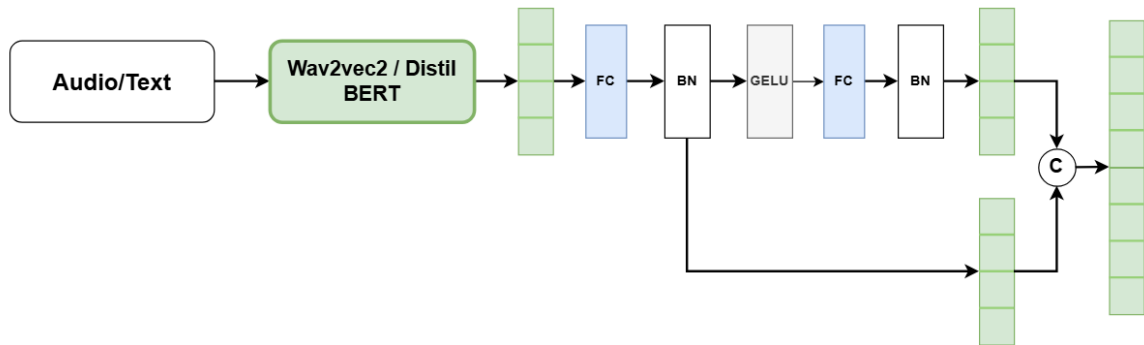 Audio/Text
Wav2vec2 / Distil
BERT
FC
BN
GELU
FC
BN
C